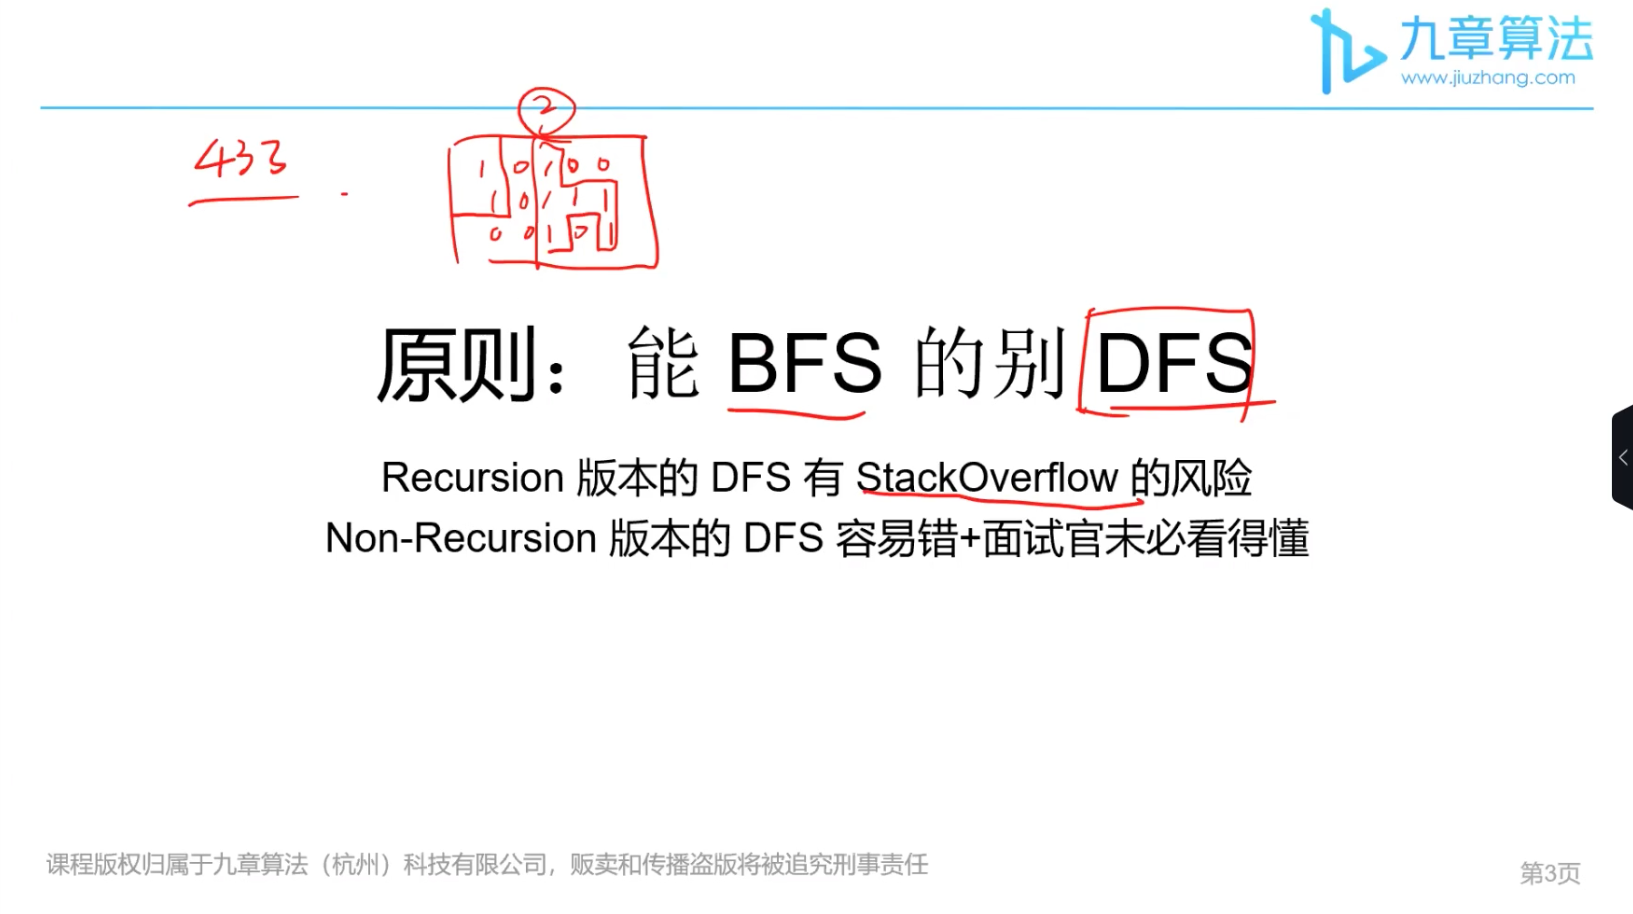 九章算法
www.jiuzhang.com
②
433
1 0 1 0 0
1 0 1 1 1
0 0 1 0 1
原则：能 BFS 的别 DFS
Recursion 版本的 DFS 有 StackOverflow 的风险
Non-Recursion 版本的 DFS 容易错+面试官未必看得懂
课程版权归属于九章算法（杭州）科技有限公司，贩卖和传播盗版将被追究刑事责任
第3页